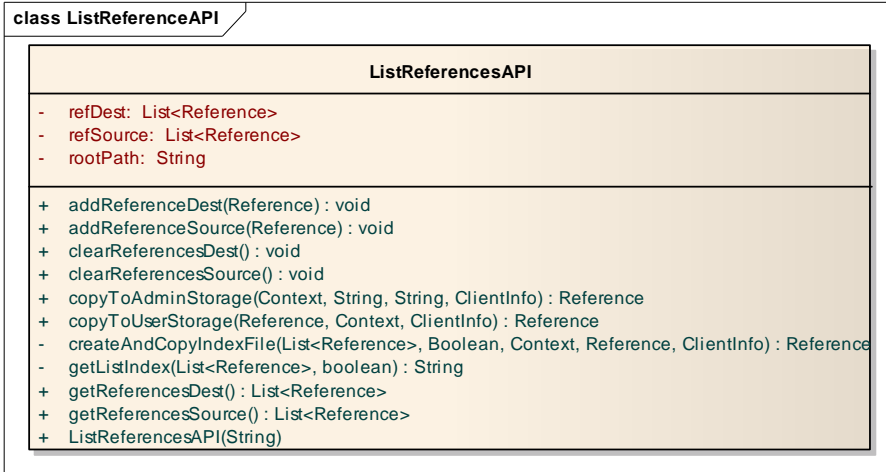 class ListReferenceAPI
ListReferencesAPI
- refDest: List<Reference>
- refSource: List<Reference>
- rootPath: String
+ addReferenceDest(Reference) : void
+ addReferenceSource(Reference) : void
+ clearReferencesDest() : void
+ clearReferencesSource() : void
+ copyToAdminStorage(Context, String, String, ClientInfo) : Reference
+ copyToUserStorage(Reference, Context, ClientInfo) : Reference
- createAndCopyIndexFile(List<Reference>, Boolean, Context, Reference, ClientInfo) : Reference
- getListIndex(List<Reference>, boolean) : String
+ getReferencesDest() : List<Reference>
+ getReferencesSource() : List<Reference>
+ ListReferencesAPI(String)